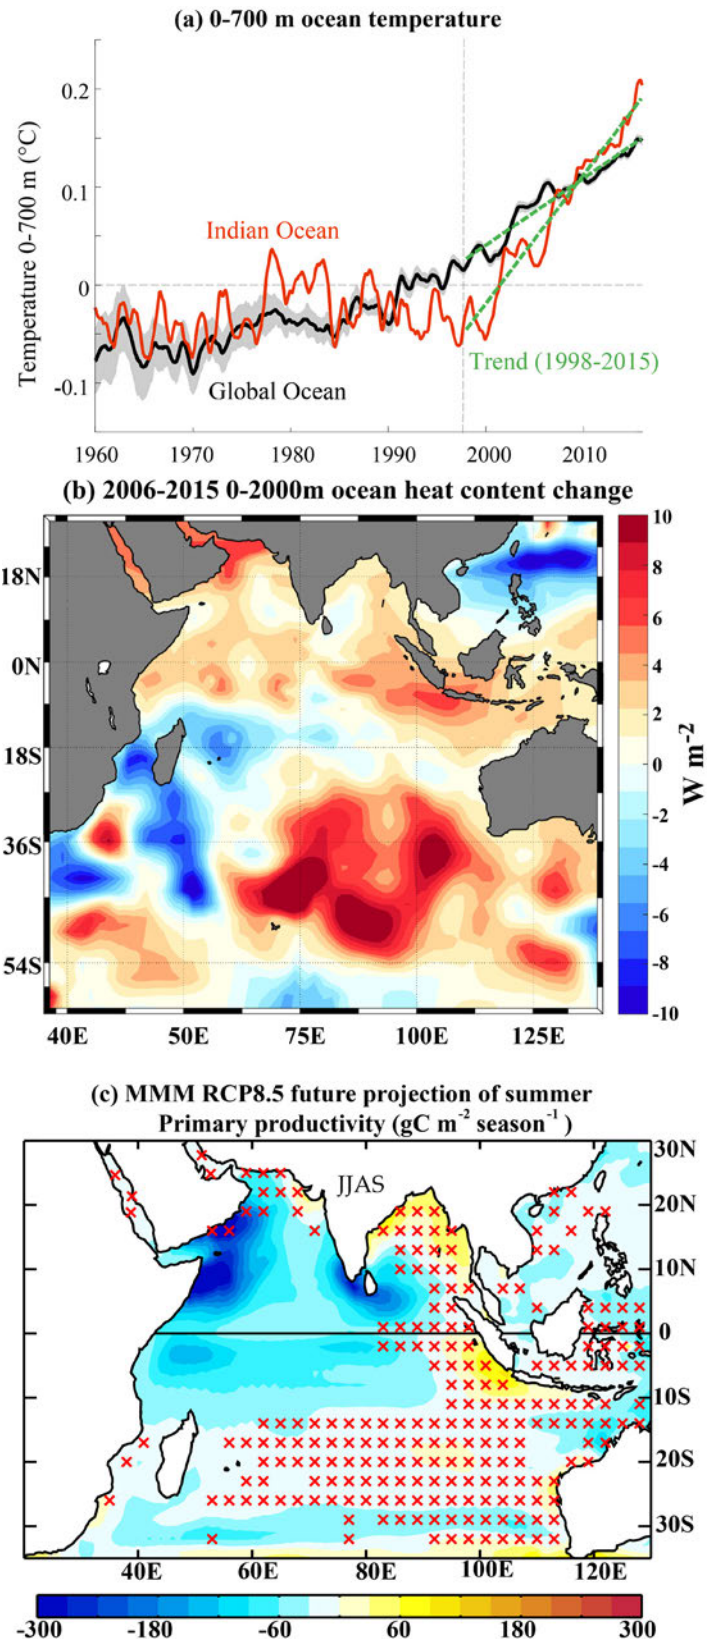 (a) 0-700 m ocean temperature
Temperature 0-700 m (°C)
0.2
0.1
0
-0.1
Indian Ocean
Global Ocean
Trend (1998-2015)
1960 1970 1980 1990 2000 2010
(b) 2006-2015 0-2000m ocean heat content change
18N
0N
18S
36S
54S
40E 50E 75E 100E 125E
10
8
6
4
2
0
-2
-4
-6
-8
-10
W m-2
(c) MMM RCP8.5 future projection of summer
Primary productivity (gC m-2 season-1 )
JJAS
30N
20N
10N
0
10S
20S
30S
40E 60E 80E 100E 120E
-300 -180 -60 60 180 300